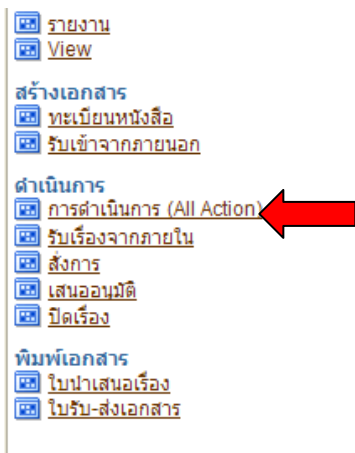 รายงาน
View
สร้างเอกสาร
ทะเบียนหนังสือ
รับเข้าจากภายนอก
ดำเนินการ
การดำเนินการ (All Action)
รับเรื่องจากภายใน
สั่งการ
เสนออนุมัติ
ปิดเรื่อง
พิมพ์เอกสาร
ใบนำเสนอเรื่อง
ใบรับ-ส่งเอกสาร